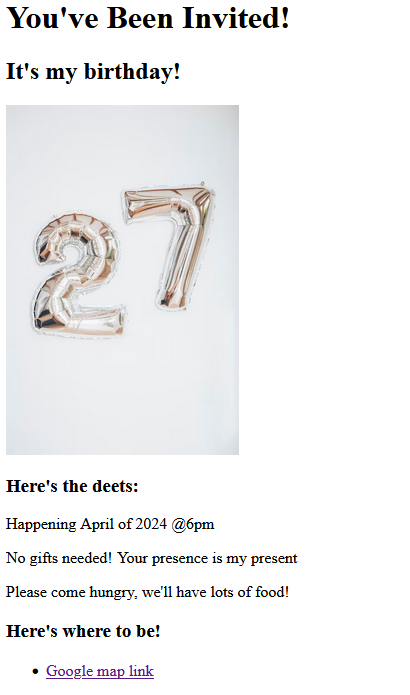 You've Been Invited!
It's my birthday!
27
Here's the deets:
Happening April of 2024 @6pm
No gifts needed! Your presence is my present
Please come hungry, we'll have lots of food!
Here's where to be!
Google map link